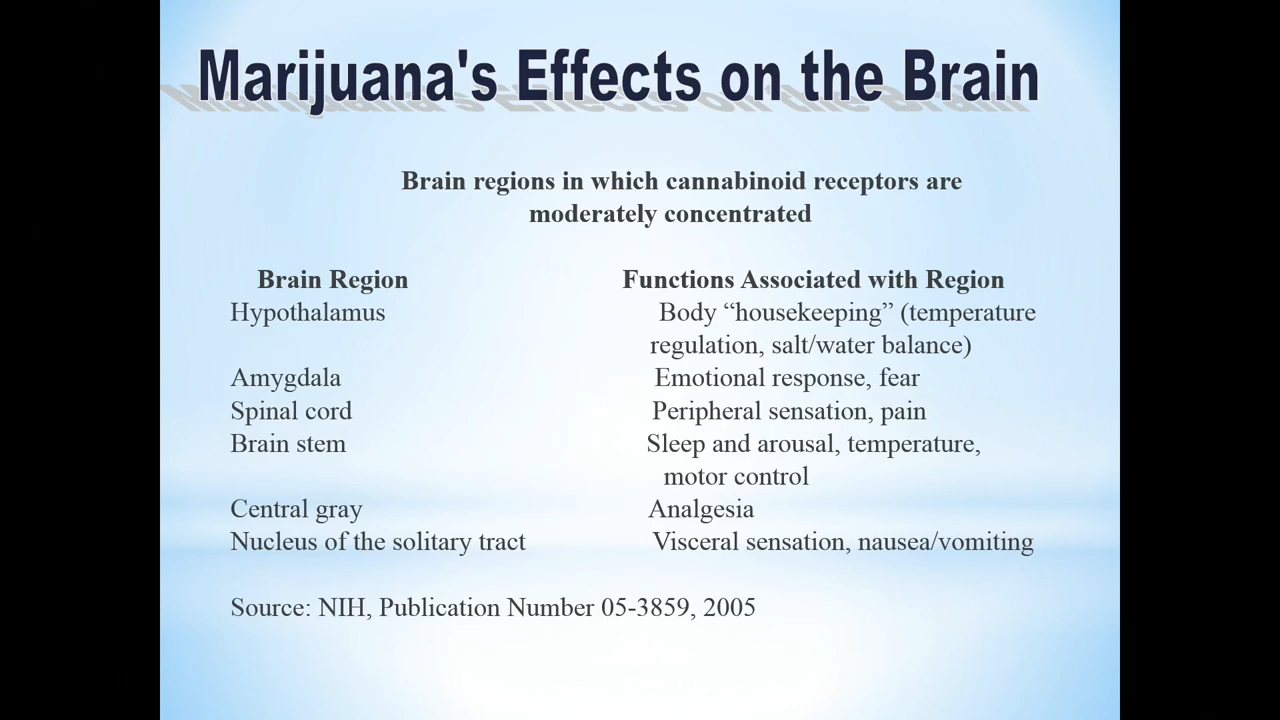 Marijuana's Effects on the Brain
Brain regions in which cannabinoid receptors are
moderately concentrated
Brain Region Functions Associated with Region
Hypothalamus Body “housekeeping” (temperature
regulation, salt/water balance)
Amygdala Emotional response, fear
Spinal cord Peripheral sensation, pain
Brain stem Sleep and arousal, temperature,
motor control
Central gray Analgesia
Nucleus of the solitary tract Visceral sensation, nausea/vomiting
Source: NIH, Publication Number 05-3859, 2005